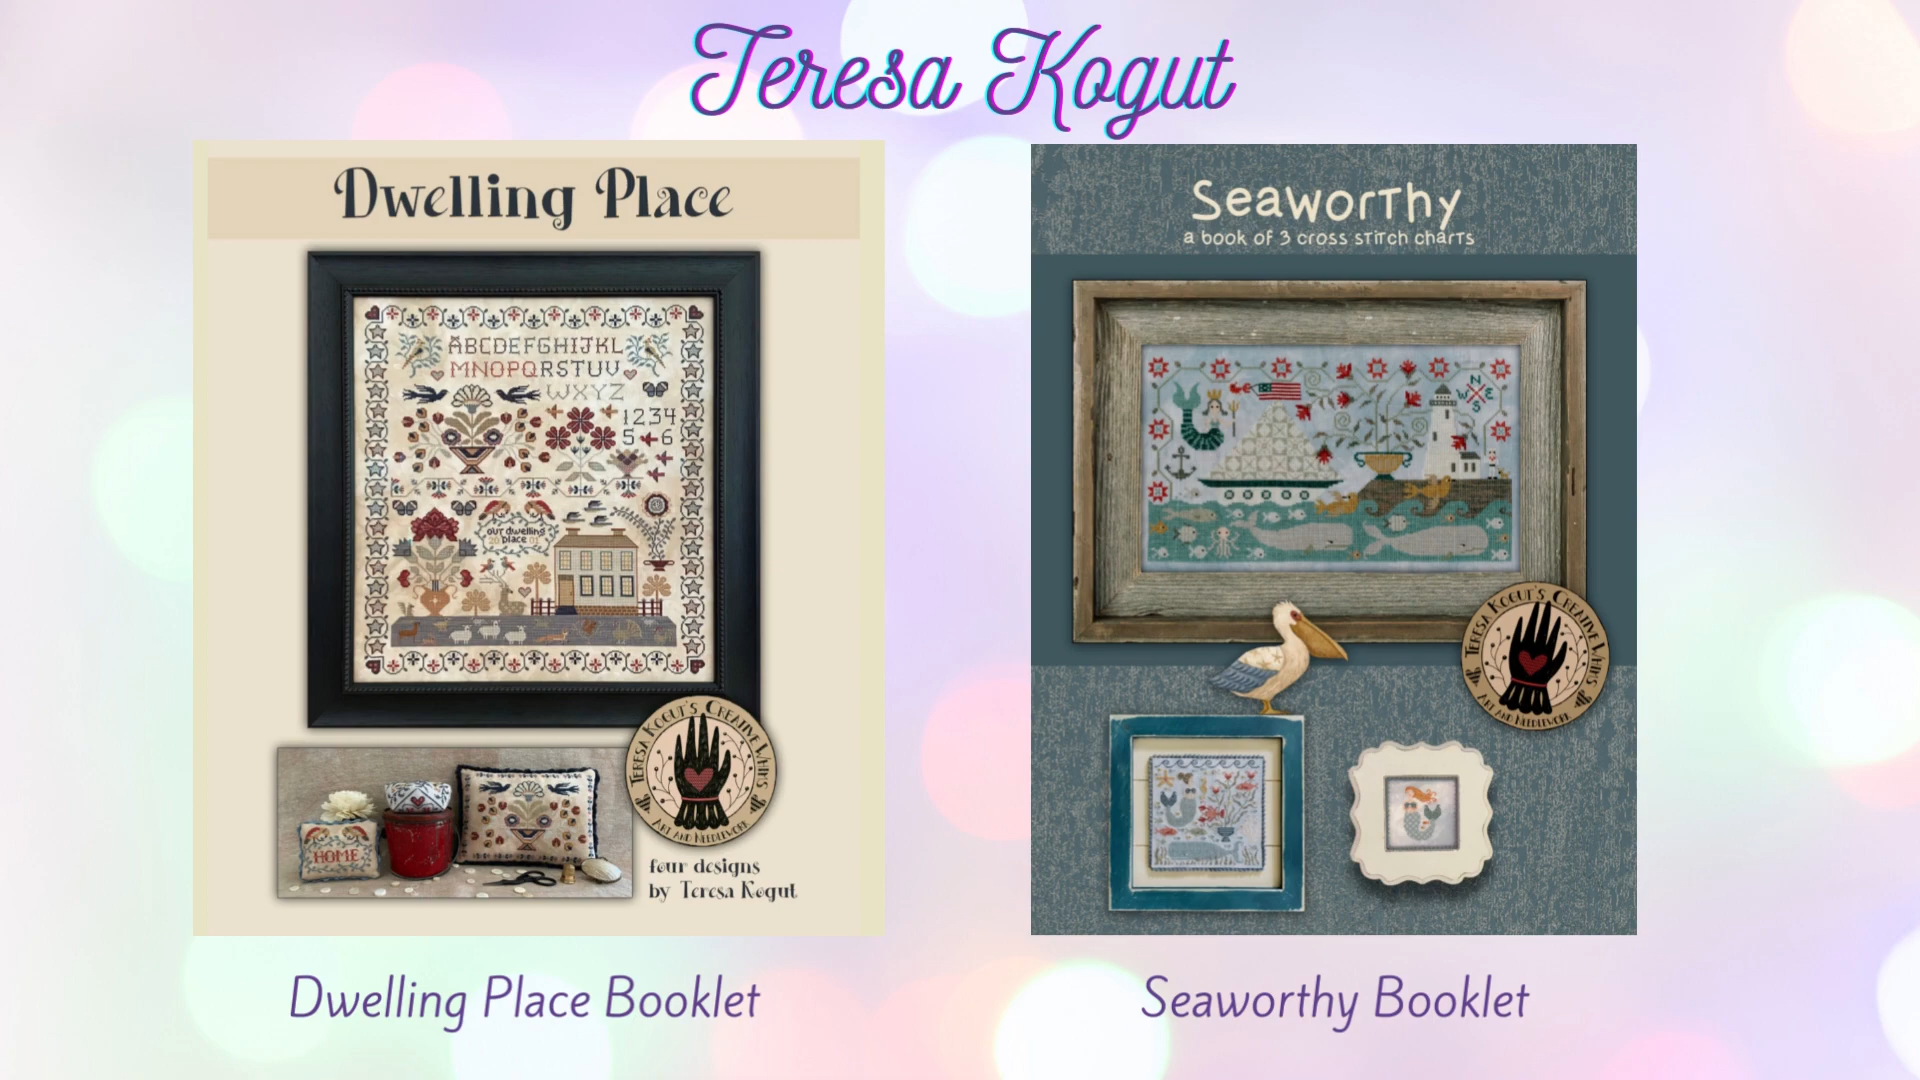 Teresa Kogut
Dwelling Place
ABCDEFGHIJKL
MNOPQRSTUV
WXYZ
1234
5 6
our dwelling
20 place 01
HOME
TERESA KOGUT'S CREATIVE WHIMS
ART AND NEEDLEWORK
four designs
by Teresa Kogut
Dwelling Place Booklet
Seaworthy
a book of 3 cross stitch charts
N
W E
S
TERESA KOGUT'S CREATIVE WHIMS
ART AND NEEDLEWORK
Seaworthy Booklet